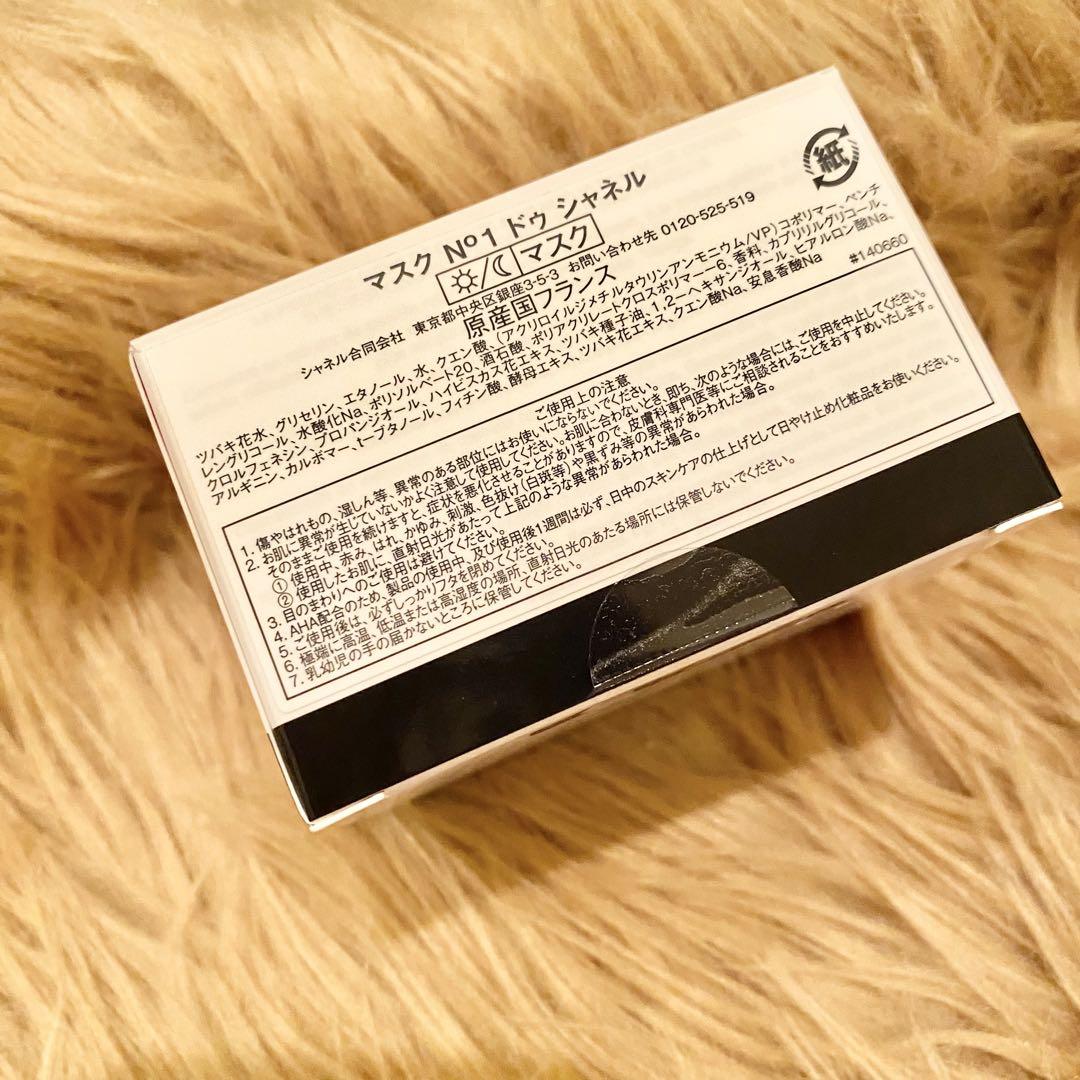 紙
マスク Nº1 ドゥ シャネル
/ マスク
シャネル合同会社 東京都中央区銀座3-5-3 お問い合わせ先 0120-525-519
原産国フランス
ツバキ花水、グリセリン、エタノール、水、クエン酸、(アクリロイルジメチルタウリンアンモニウム/VP)コポリマー、ペンチ
レングリコール、水酸化Na、ポリソルベート20、酒石酸、ポリアクリレートクロスポリマー-6、香料、カプリリルグリコール、
クロルフェネシン、プロパンジオール、ハイビスカス花エキス、ツバキ種子油、1,2-ヘキサンジオール、ヒアルロン酸Na、
アルギニン、カルボマー、t-ブタノール、フィチン酸、酵母エキス、ツバキ花エキス、クエン酸Na、安息香酸Na
#140660
ご使用上の注意
1. 傷やはれもの、湿しん等、異常のある部位にはお使いにならないでください。
2. お肌に異常が生じていないかよく注意して使用してください。お肌に合わないとき、即ち、次のような場合には、ご使用を中止してください。
そのままご使用を続けますと、症状を悪化させることがありますので、皮膚科専門医等にご相談されることをおすすめいたします。
① 使用中、赤み、はれ、かゆみ、刺激、色抜け(白斑等)や黒ずみ等の異常があらわれた場合。
② 使用したお肌に、直射日光があたって上記のような異常があらわれた場合。
3. 目のまわりへのご使用は避けてください。
4. AHA配合のため、製品の使用中、及び使用後1週間は必ず、日中のスキンケアの仕上げとして日やけ止め化粧品をお使いください。
5. ご使用後は、必ずしっかりフタを閉めてください。
6. 極端に高温、低温または高湿度の場所、直射日光のあたる場所には保管しないでください。
7. 乳幼児の手の届かないところに保管してください。